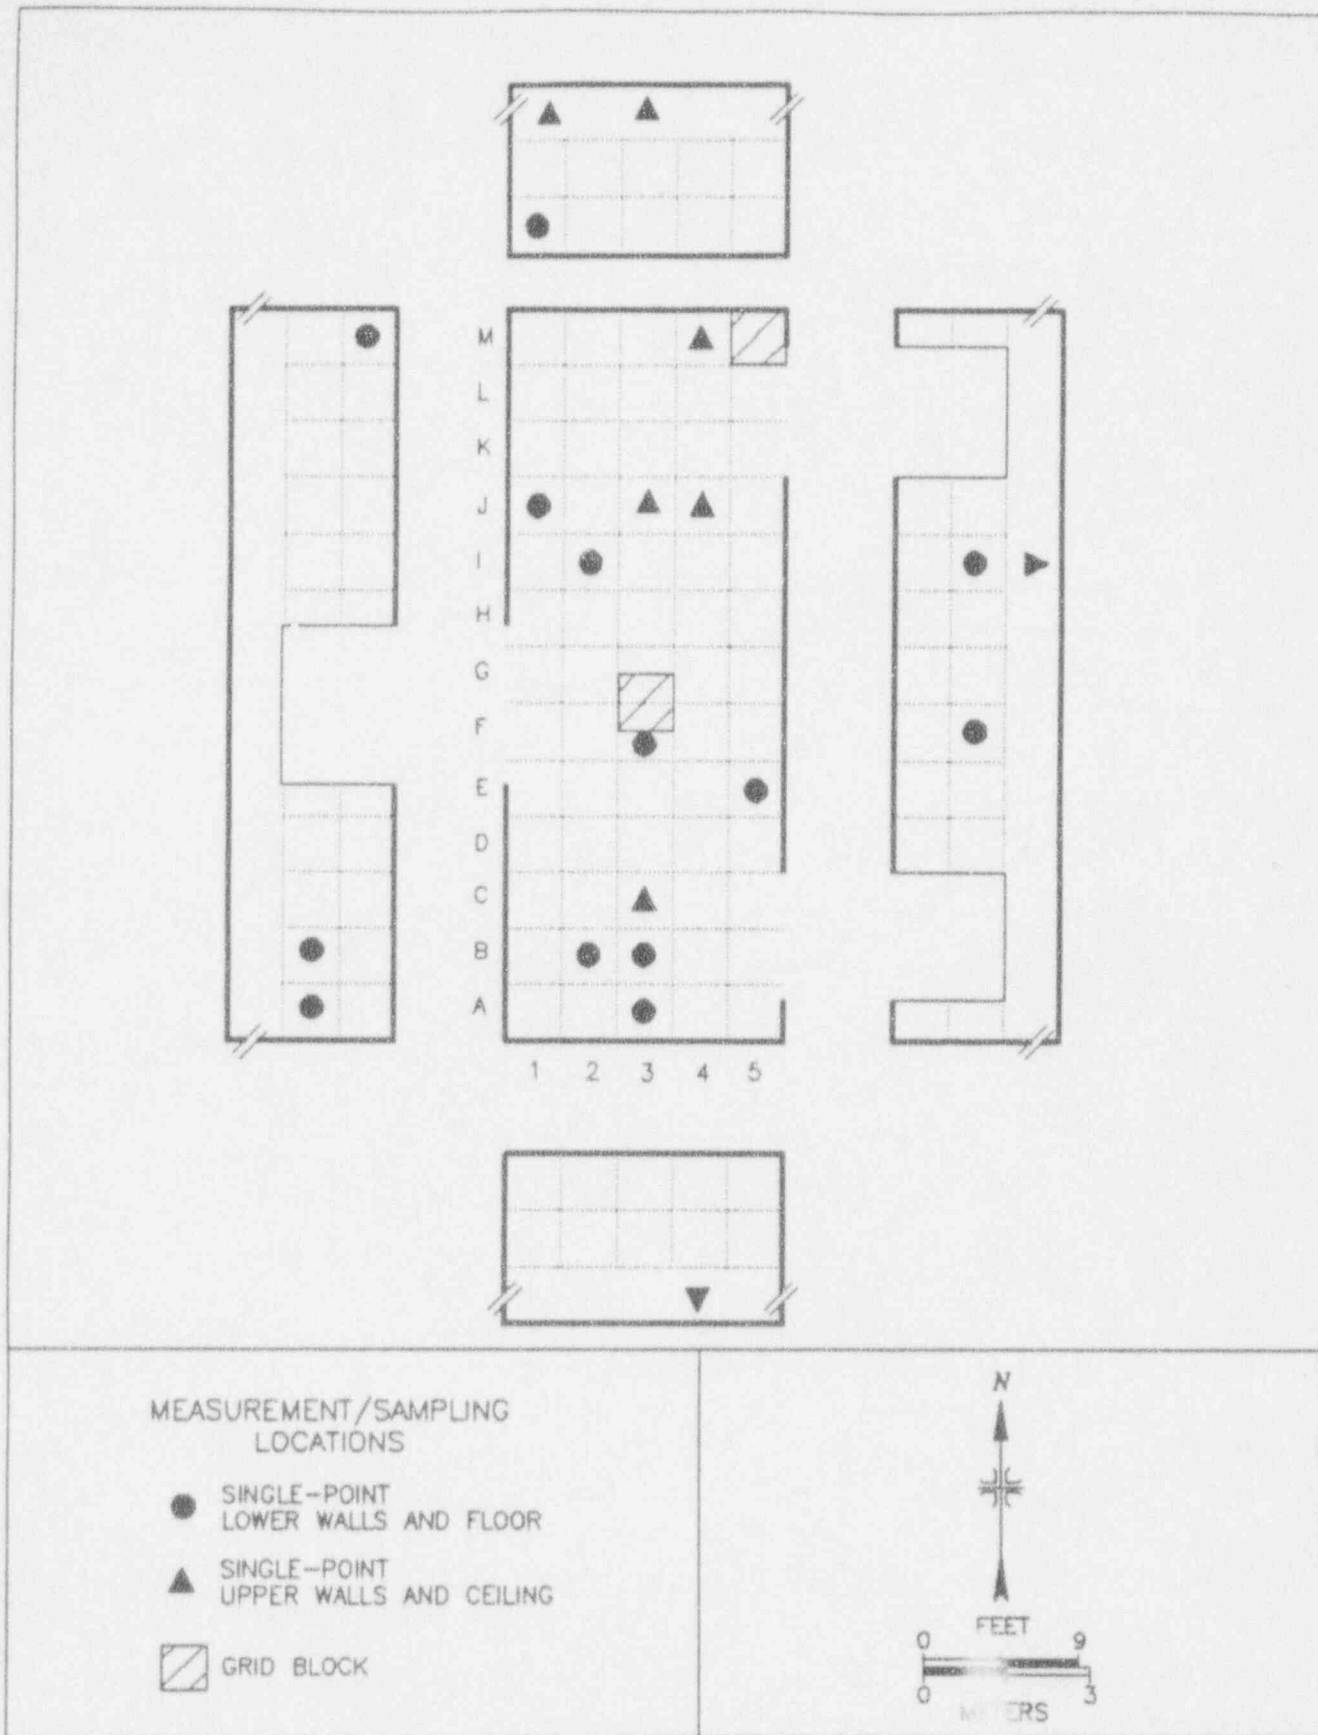 M
L
K
J
I
H
G
F
E
D
C
B
A
1 2 3 4 5
MEASUREMENT/SAMPLING
LOCATIONS
SINGLE-POINT
LOWER WALLS AND FLOOR
SINGLE-POINT
UPPER WALLS AND CEILING
GRID BLOCK
N
FEET
0 9
0 3
METERS